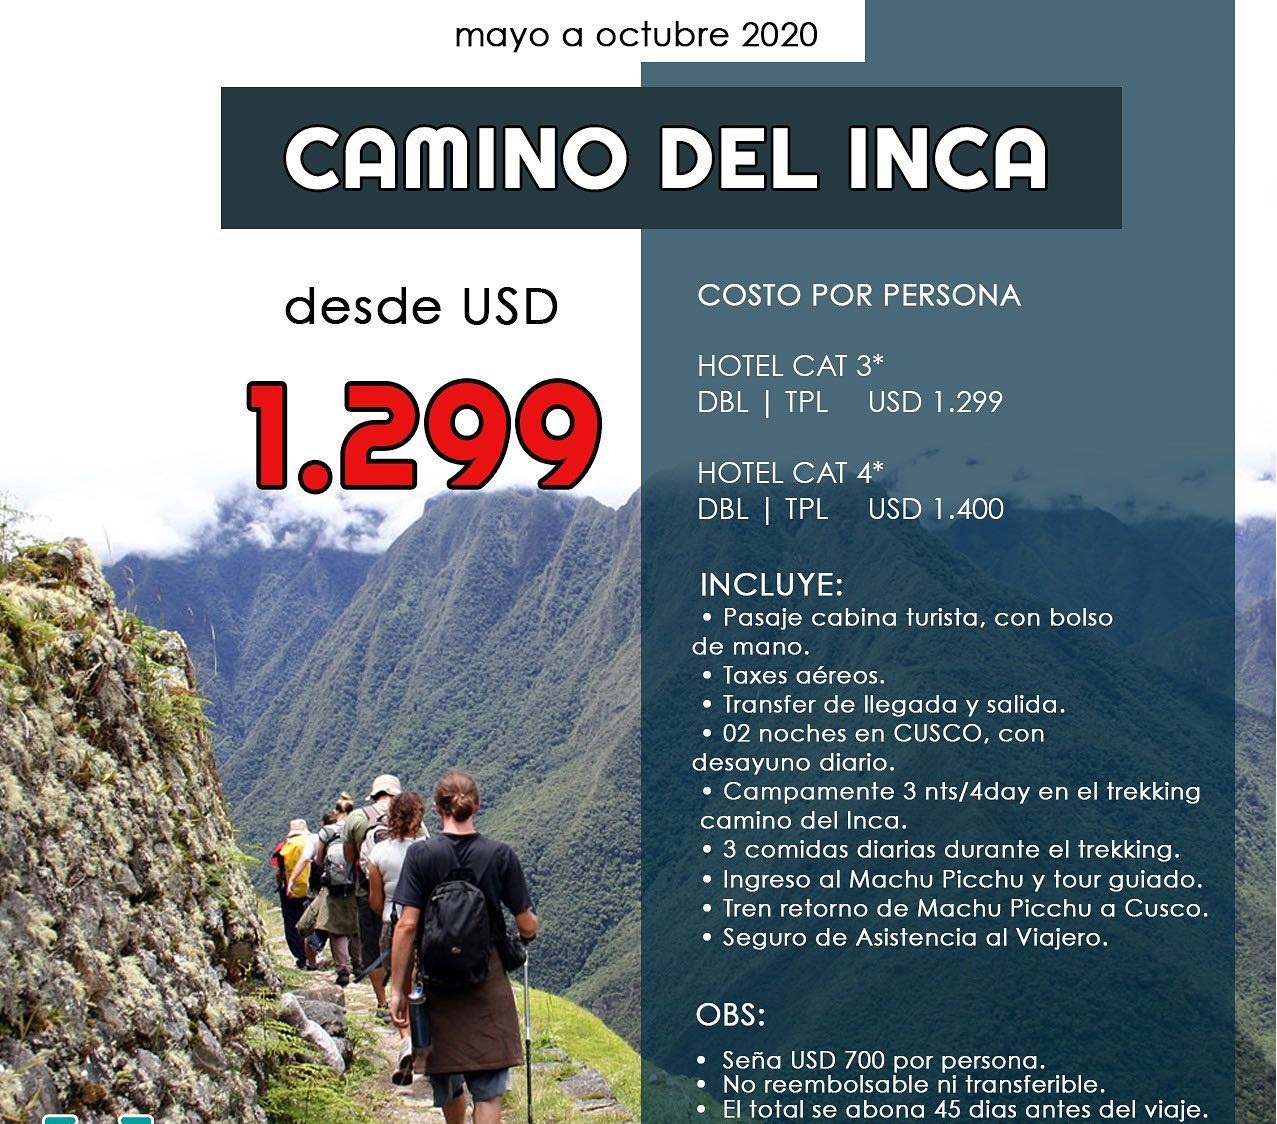 mayo a octubre 2020
CAMINO DEL INCA
desde USD
1.299
COSTO POR PERSONA
HOTEL CAT 3*
DBL | TPL USD 1.299
HOTEL CAT 4*
DBL | TPL USD 1.400
INCLUYE:
• Pasaje cabina turista, con bolso
de mano.
• Taxes aéreos.
• Transfer de llegada y salida.
• 02 noches en CUSCO, con
desayuno diario.
• Campamente 3 nts/4day en el trekking
camino del Inca.
• 3 comidas diarias durante el trekking.
• Ingreso al Machu Picchu y tour guiado.
• Tren retorno de Machu Picchu a Cusco.
• Seguro de Asistencia al Viajero.
OBS:
• Seña USD 700 por persona.
• No reembolsable ni transferible.
• El total se abona 45 dias antes del viaje.